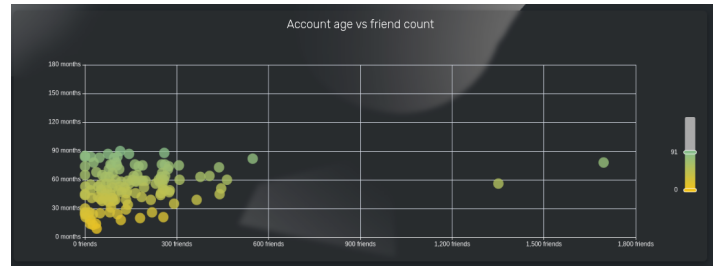 Account age vs friend count
180 months
150 months
120 months
90 months
60 months
30 months
0 months
0 friends
300 friends
600 friends
900 friends
1,200 friends
1,500 friends
1,800 friends
91
0